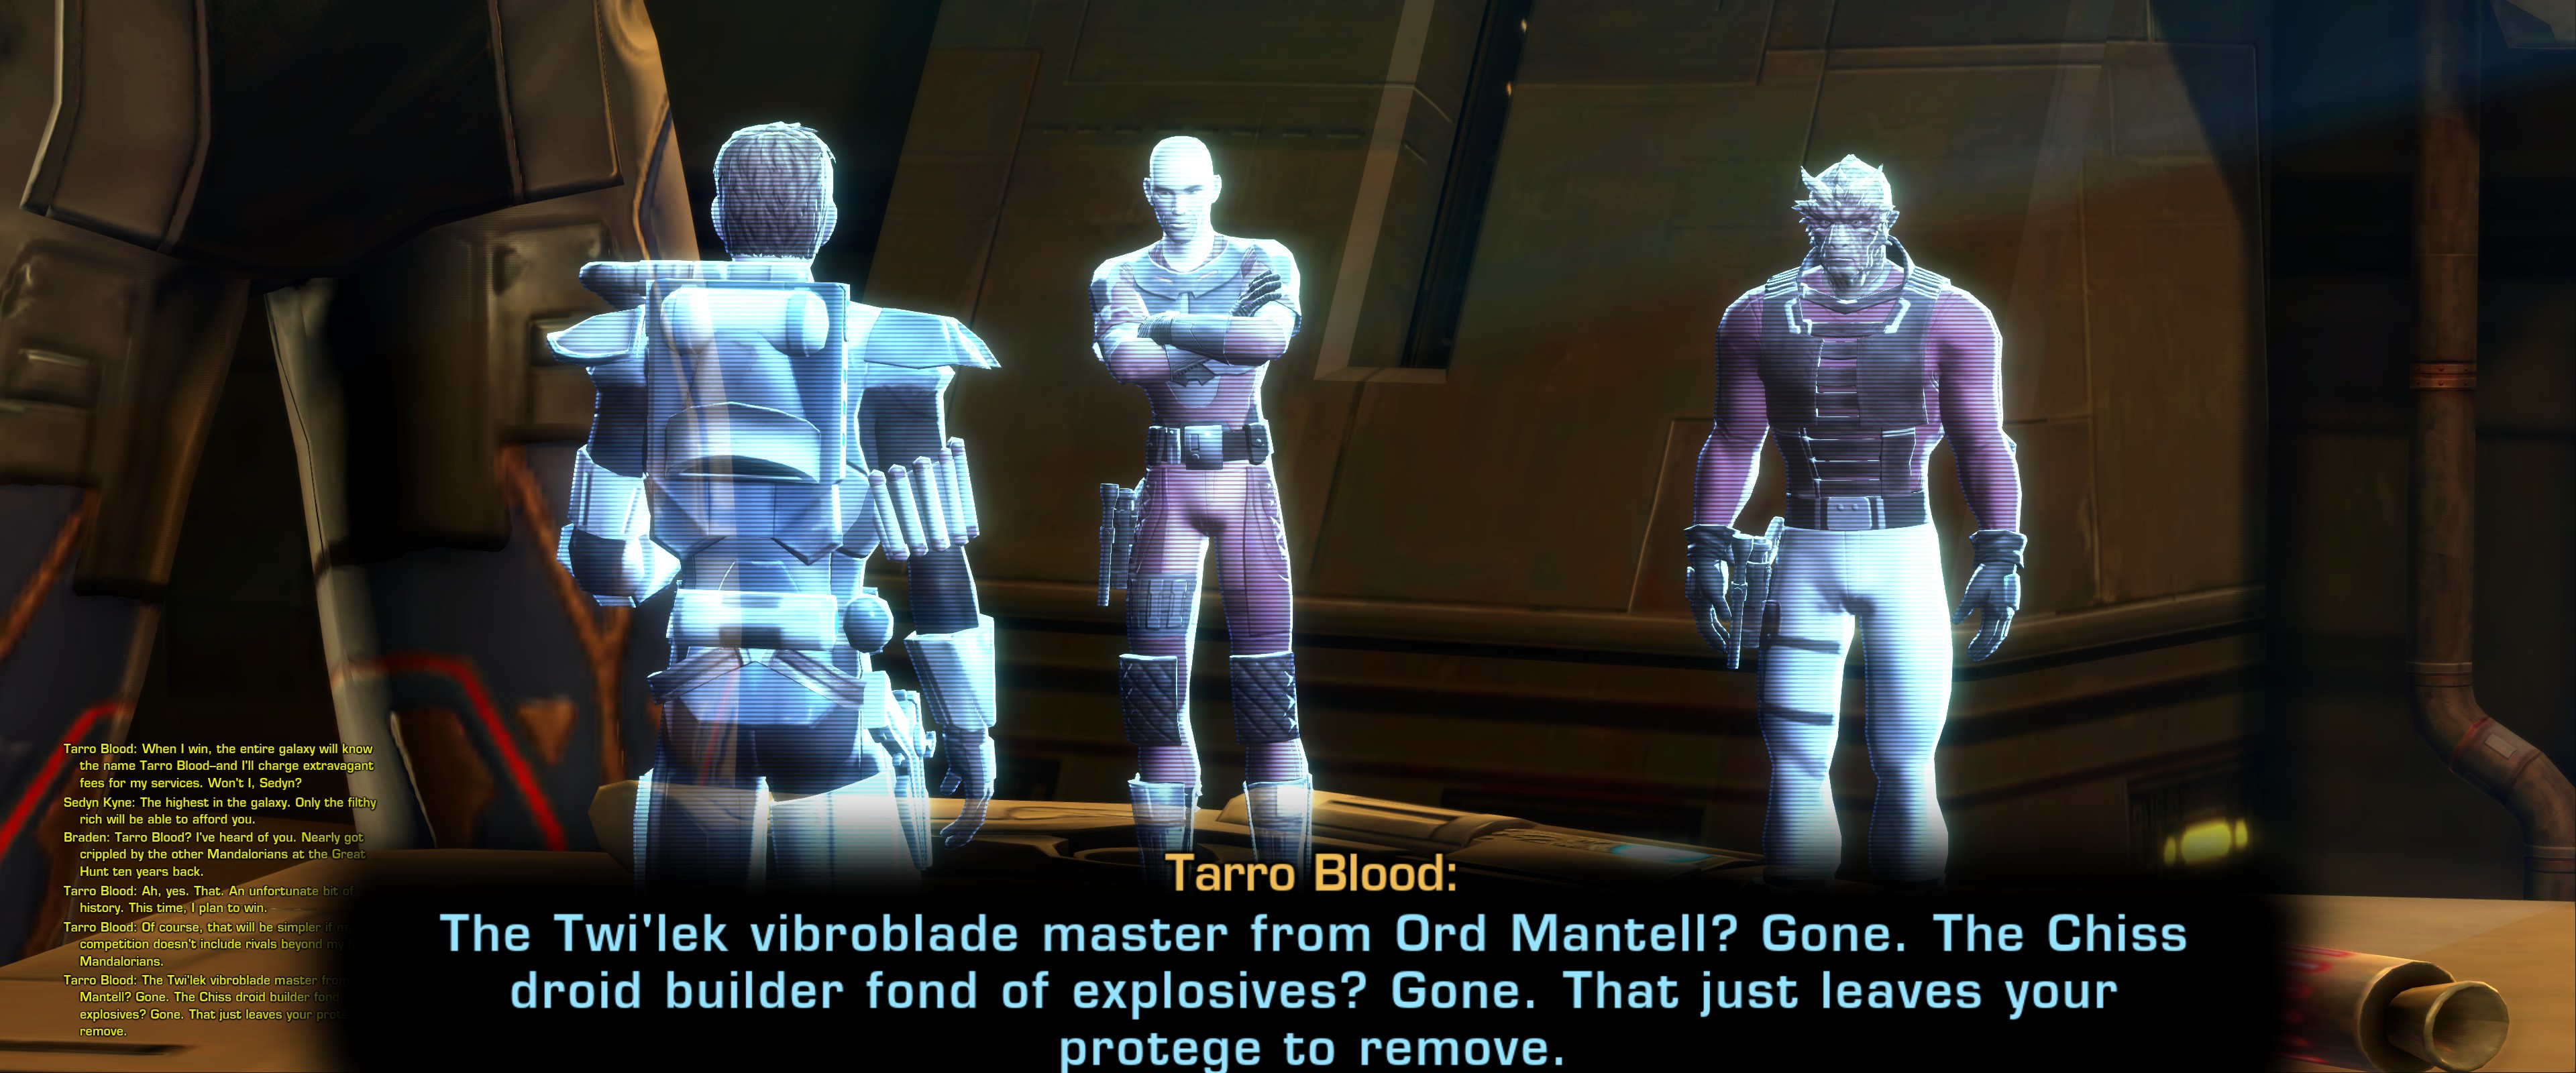 Tarro Blood: When I win, the entire galaxy will know
the name Tarro Blood--and I'll charge extravagant
fees for my services. Won't I, Sedyn?
Sedyn Kyne: The highest in the galaxy. Only the filthy
rich will be able to afford you.
Braden: Tarro Blood? I've heard of you. Nearly got
crippled by the other Mandalorians at the Great
Hunt ten years back.
Tarro Blood: Ah, yes. That. An unfortunate bit of
history. This time, I plan to win.
Tarro Blood: Of course, that will be simpler if
competition doesn't include rivals beyond
Mandalorians.
Tarro Blood: The Twi'lek vibroblade master
Mantell? Gone. The Chiss droid builder fond
explosives? Gone. That just leaves your
remove.
Tarro Blood:
The Twi'lek vibroblade master from Ord Mantell? Gone. The Chiss
droid builder fond of explosives? Gone. That just leaves your
protege to remove.